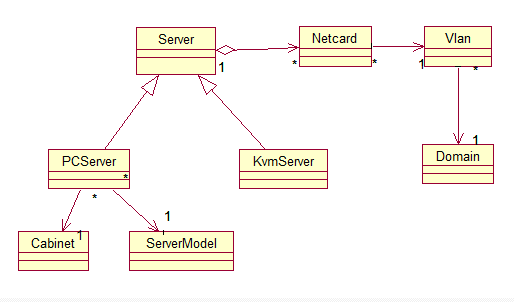 Server
Netcard
Vlan
1
*
*
1
*
PCServer
*
KvmServer
1
Domain
*
1
Cabinet
1
ServerModel